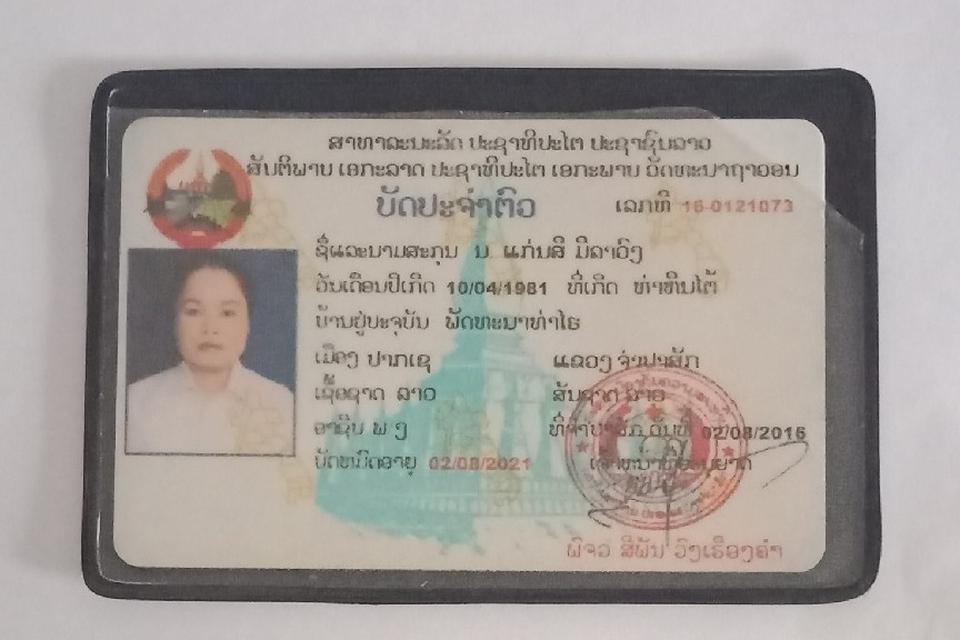 ສາທາລະນະລັດ ປະຊາທິປະໄຕ ປະຊາຊົນລາວ
ສັນຕິພາບ ເອກະລາດ ປະຊາທິປະໄຕ ເອກະພາບ ວັດທະນາຖາວອນ
ບັດປະຈຳຕົວ ເລກທີ 16-0121073
ຊື່ແລະນາມສະກຸນ ນ. ແກ່ນສີ ມີລາວົງ
ວັນເດືອນປີເກີດ 10/04/1981 ທີ່ເກີດ ທ່າຫີນໃຕ້
ບ້ານຢູ່ປະຈຸບັນ ພັດທະນາທ່າໄຮ
ເມືອງ ປາກເຊ ແຂວງ ຈຳປາສັກ
ເຊື້ອຊາດ ລາວ ສັນຊາດ ລາວ
ອາຊີບ ພ ງ ທີ່ຈຳປາສັກ ວັນທີ 02/08/2016
ບັດໝົດອາຍຸ 02/08/2021
ພົຈວ ສີພັນ ວົງເຮືອງຄຳ